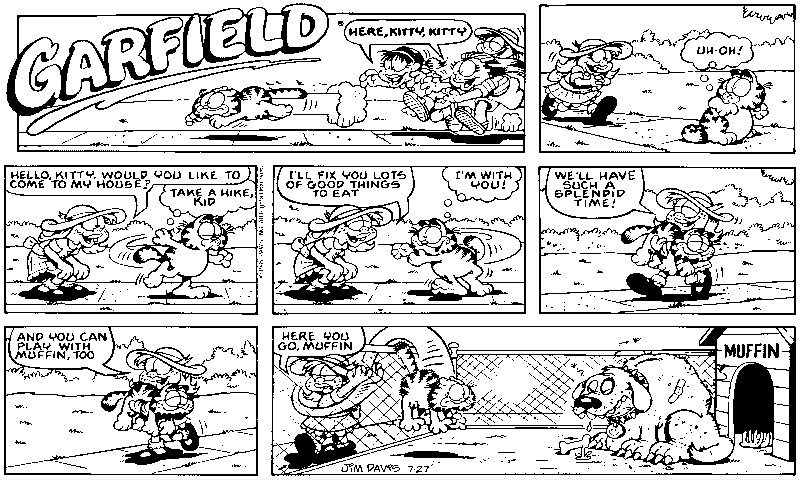 GARFIELD
HERE, KITTY, KITTY
UH-OH!
HELLO, KITTY. WOULD YOU LIKE TO
COME TO MY HOUSE?
TAKE A HIKE,
KID
I'LL FIX YOU LOTS
OF GOOD THINGS
TO EAT
I'M WITH
YOU!
WE'LL HAVE
SUCH A
SPLENDID
TIME!
AND YOU CAN
PLAY WITH
MUFFIN, TOO
HERE YOU
GO, MUFFIN
MUFFIN
JIM DAVIS 7-27